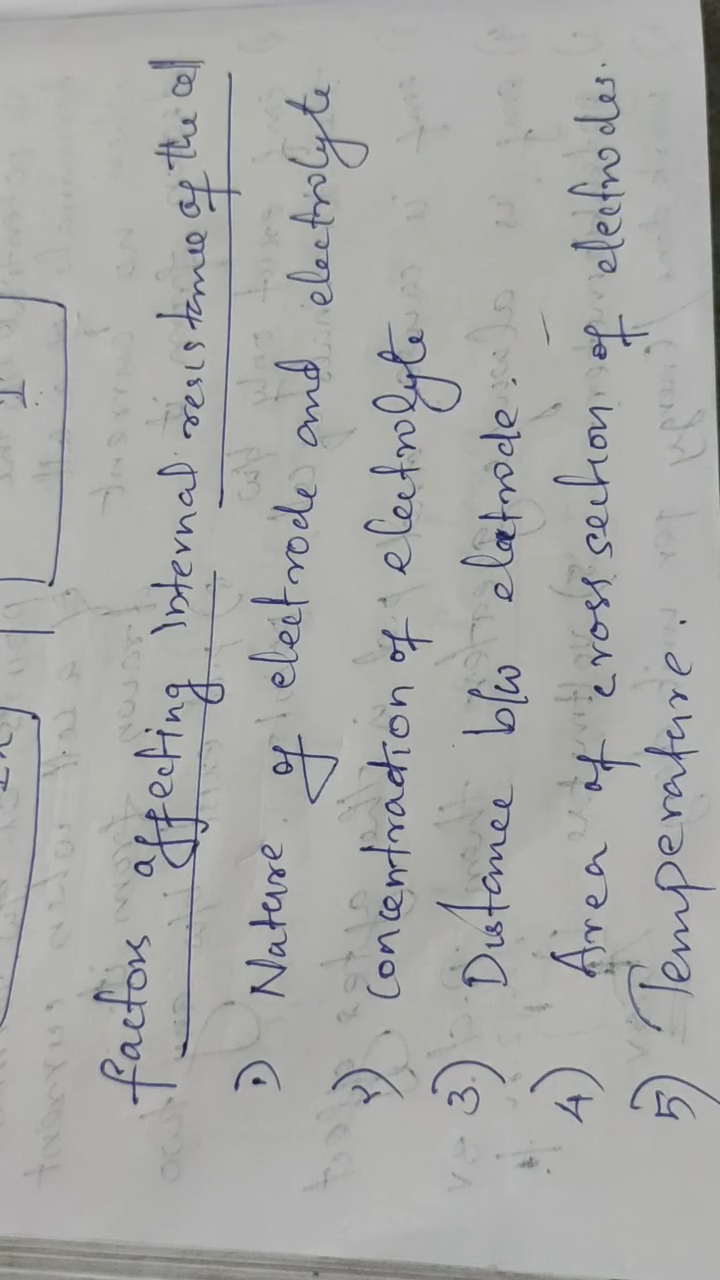 factors affecting Internal resistance of the cell
1) Nature of electrode and electrolyte
2) Concentraction of electrolyte
3) Distance b/w electrode.
4) Area of cross section of electrodes.
5) Temperature.